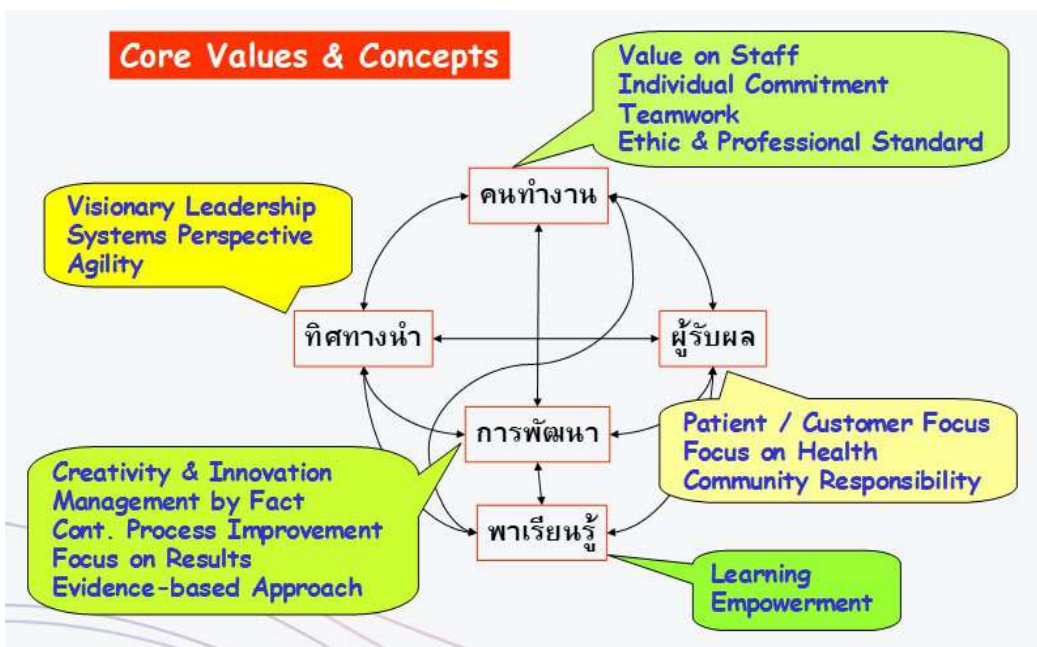 Core Values & Concepts
Value on Staff
Individual Commitment
Teamwork
Ethic & Professional Standard
คนทำงาน
Visionary Leadership
Systems Perspective
Agility
ทิศทางนำ
ผู้รับผล
Patient / Customer Focus
Focus on Health
Community Responsibility
การพัฒนา
Creativity & Innovation
Management by Fact
Cont. Process Improvement
Focus on Results
Evidence-based Approach
พาเรียนรู้
Learning
Empowerment